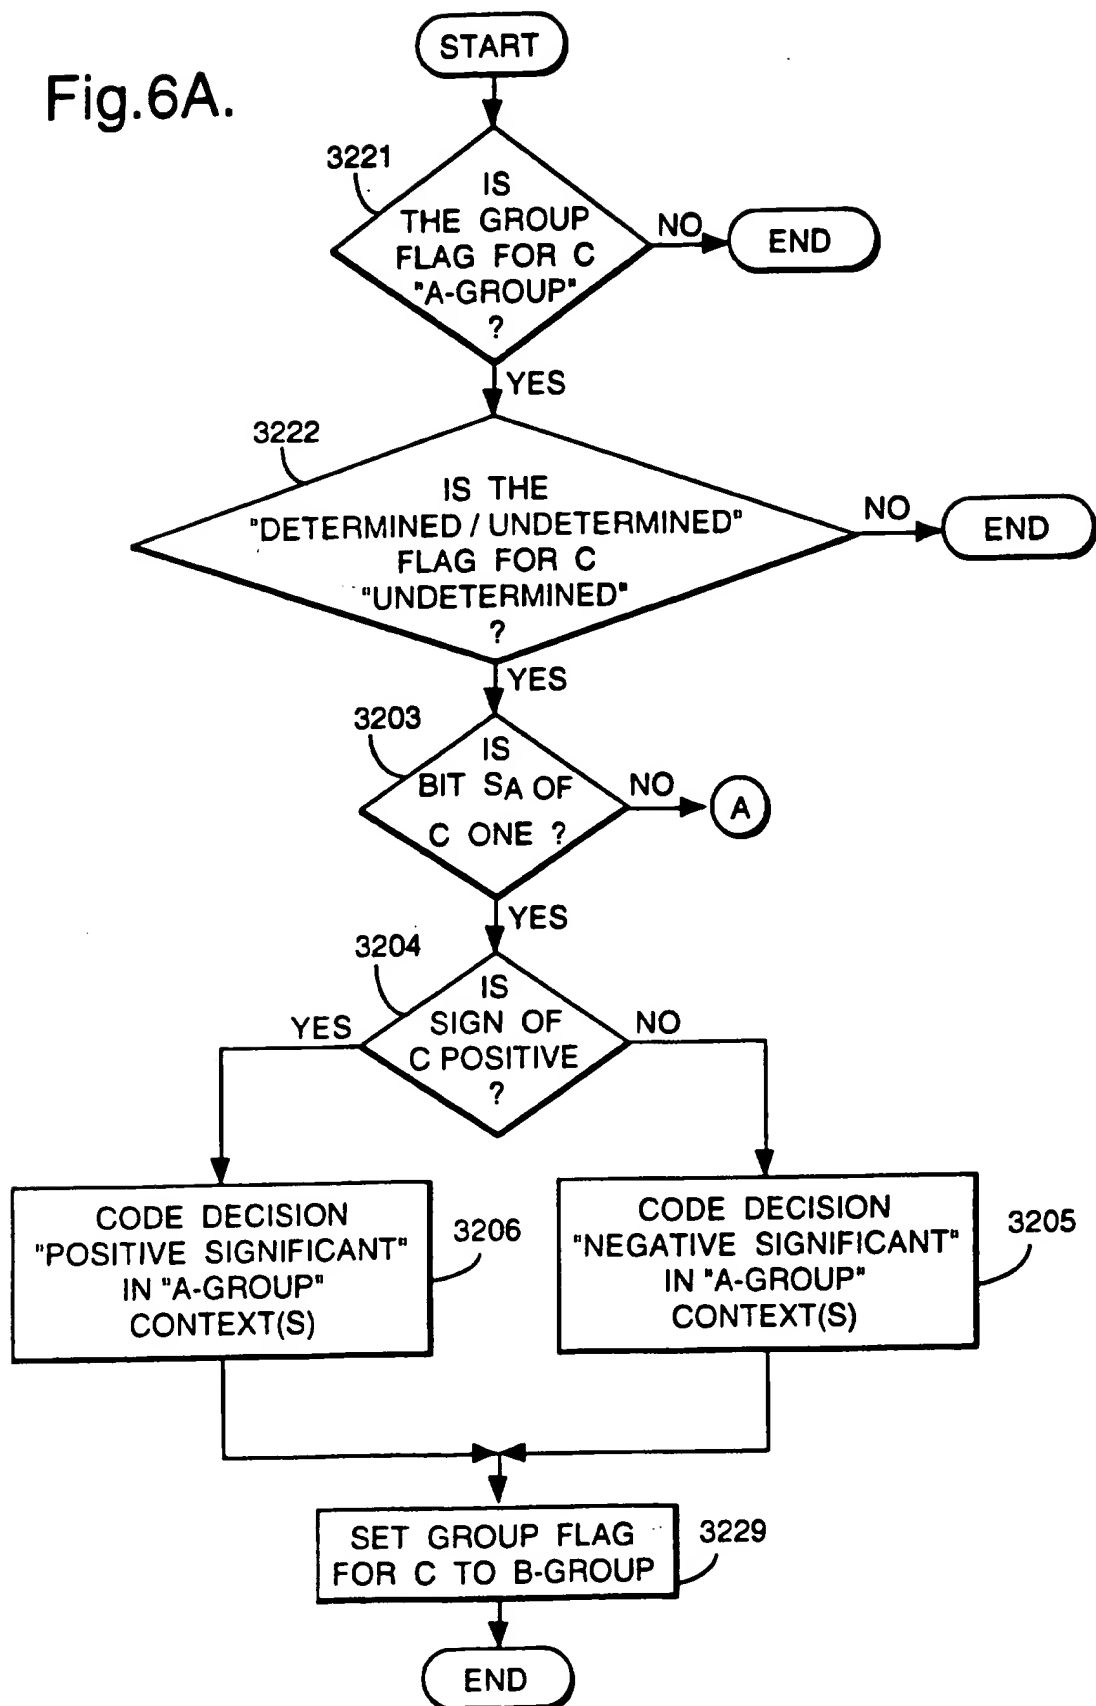 START
Fig.6A.
3221
IS
THE GROUP
FLAG FOR C
"A-GROUP"
?
NO
END
YES
3222
IS THE
"DETERMINED / UNDETERMINED"
FLAG FOR C
"UNDETERMINED"
?
NO
END
YES
3203
IS
BIT SA OF
C ONE ?
NO
A
YES
3204
IS
SIGN OF
C POSITIVE
?
YES
NO
CODE DECISION
"POSITIVE SIGNIFICANT"
IN "A-GROUP"
CONTEXT(S)
3206
CODE DECISION
"NEGATIVE SIGNIFICANT"
IN "A-GROUP"
CONTEXT(S)
3205
SET GROUP FLAG
FOR C TO B-GROUP
3229
END